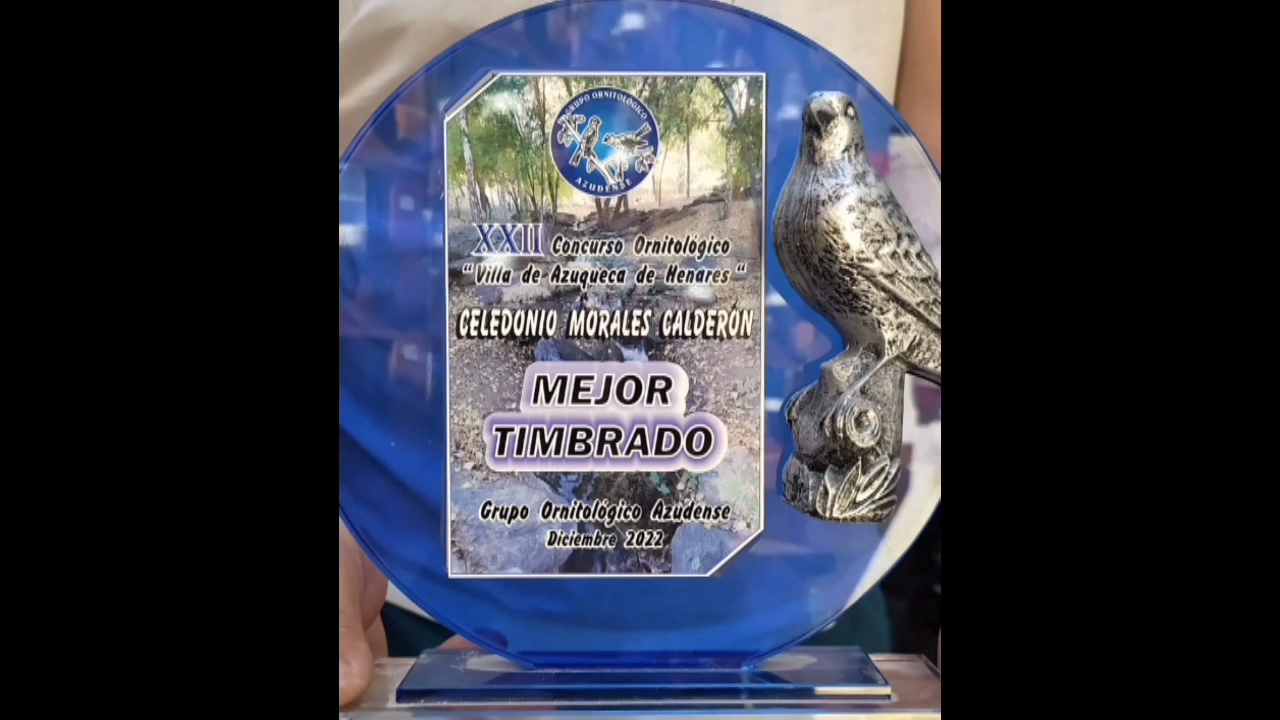 GRUPO ORNITOLÓGICO
AZUDENSE
XXII Concurso Ornitológico
"Villa de Azuqueca de Henares"
CELEDONIO MORALES CALDERÓN
MEJOR
TIMBRADO
Grupo Ornitológico Azudense
Diciembre 2022